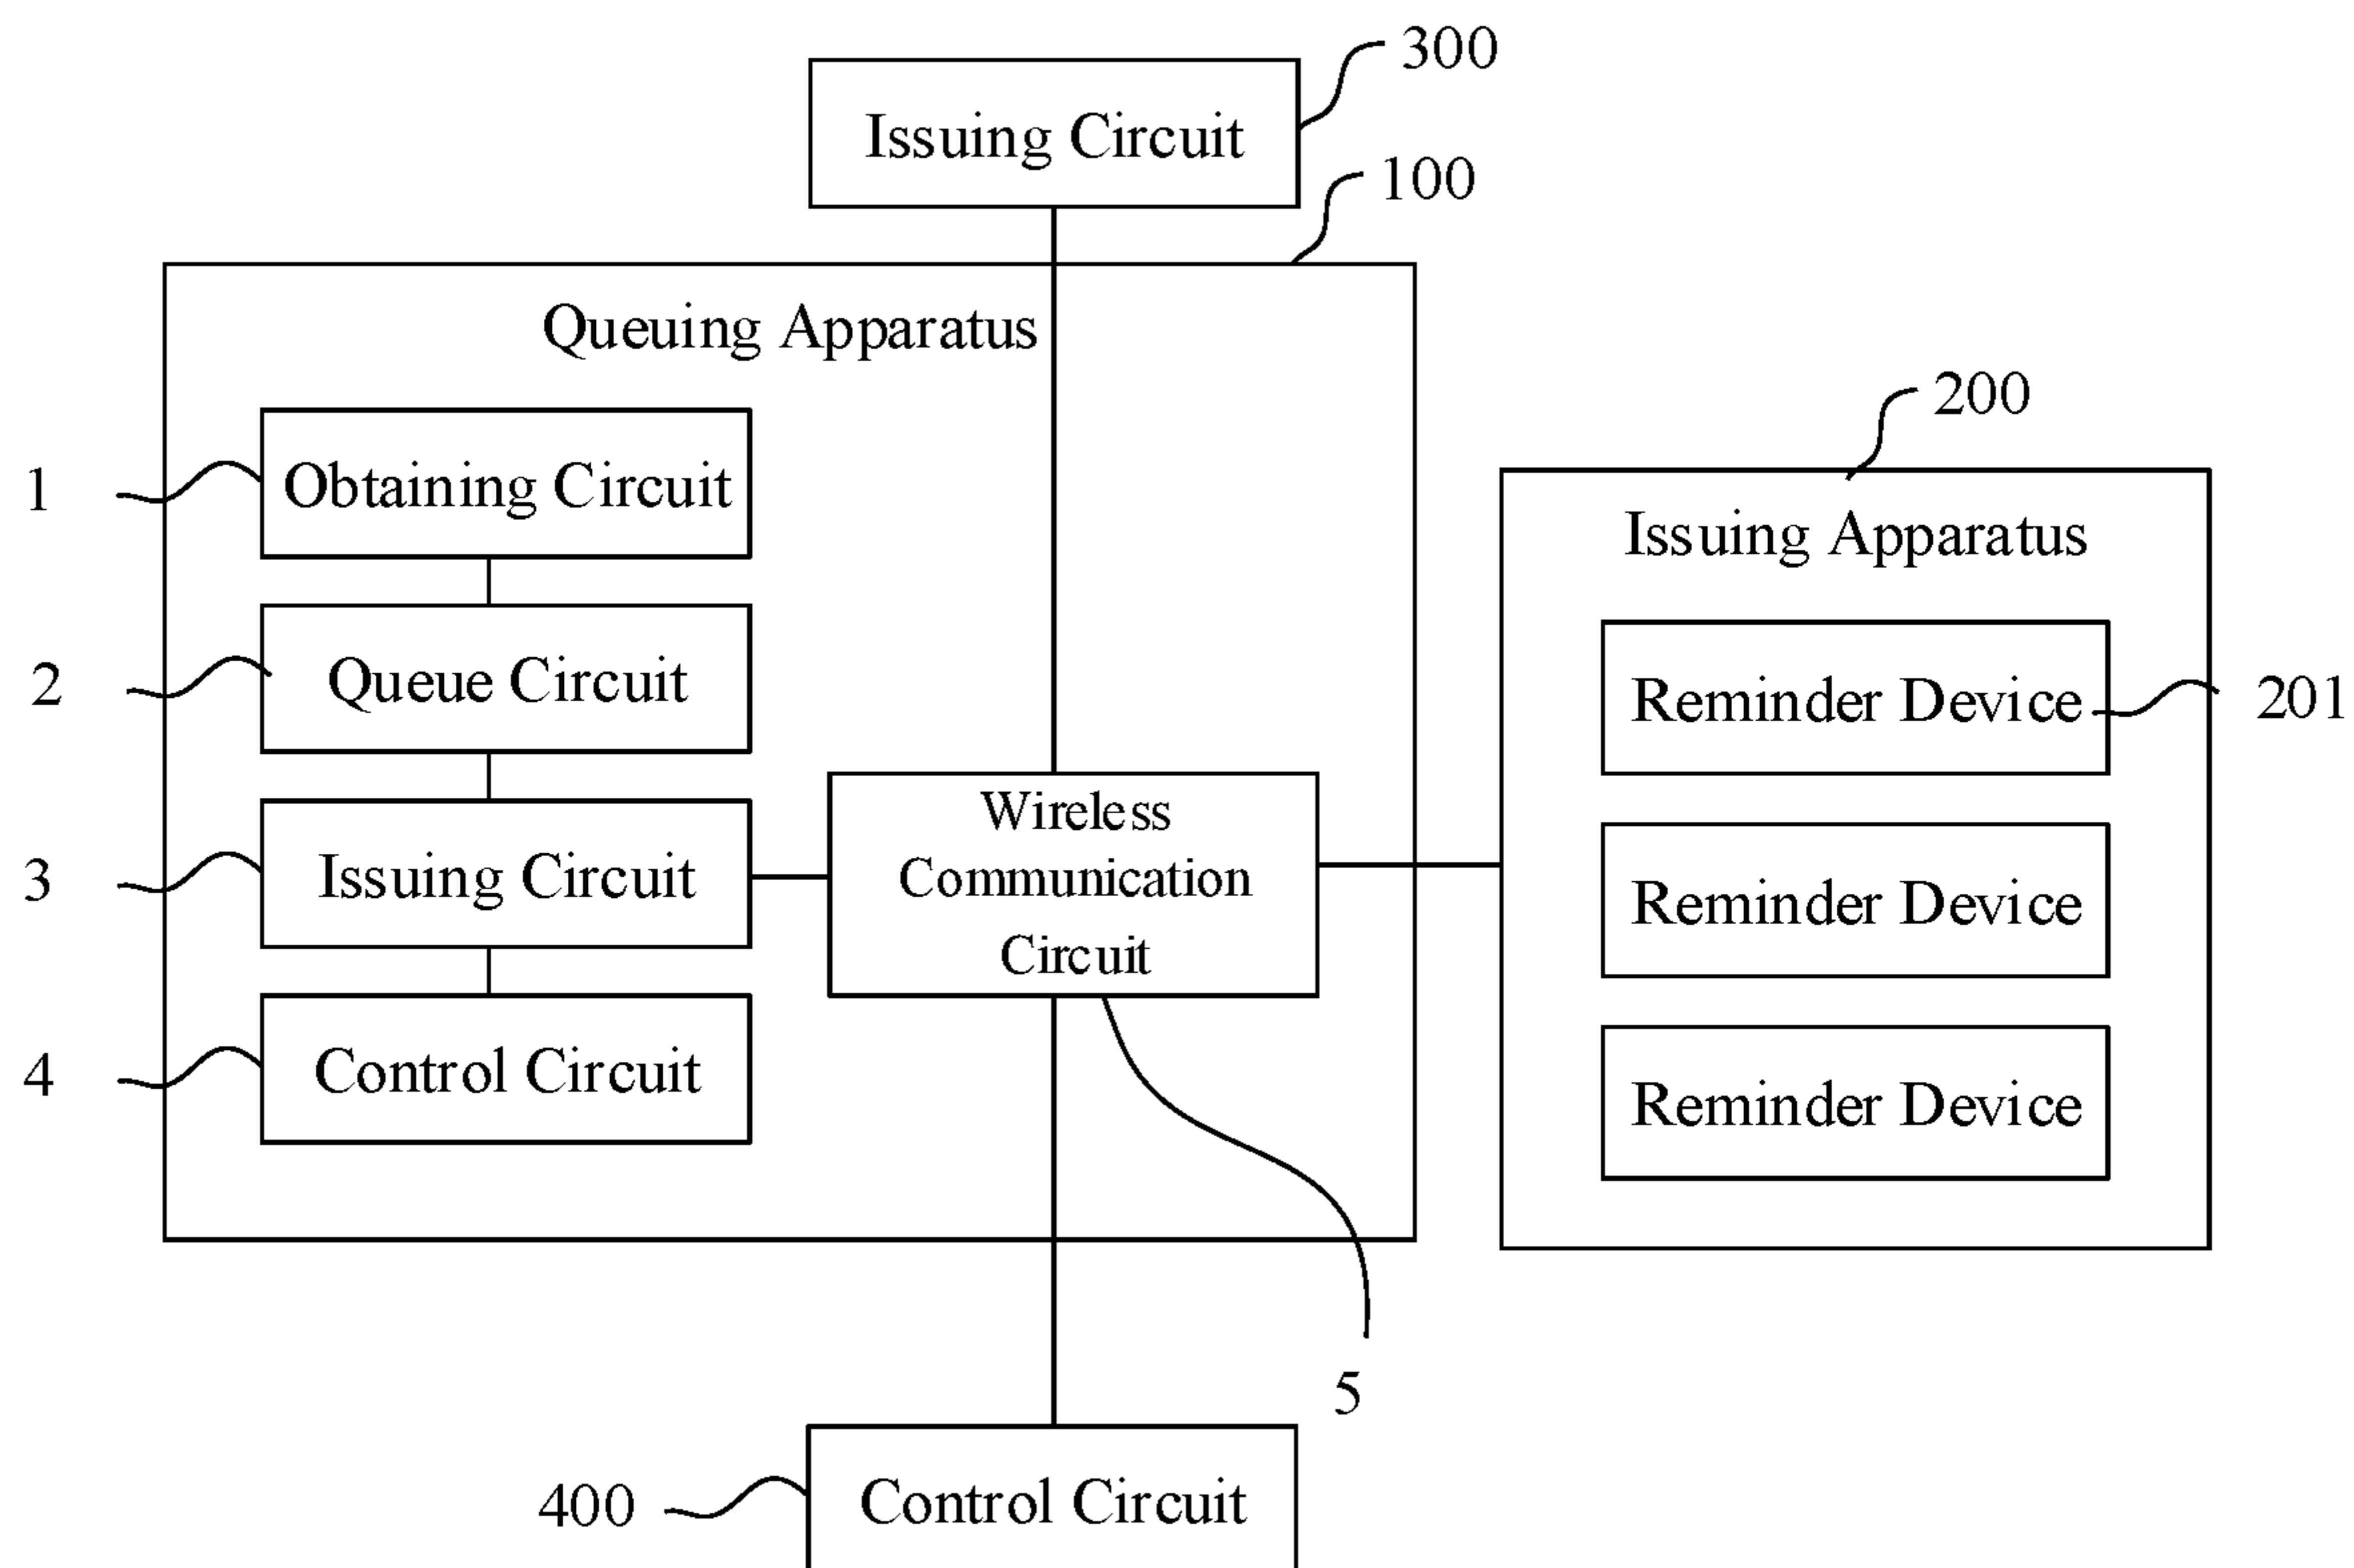 300
Issuing Circuit
100
Queuing Apparatus
200
1
Obtaining Circuit
Issuing Apparatus
2
Queue Circuit
Reminder Device
201
Wireless
Communication
Circuit
3
Issuing Circuit
Reminder Device
4
Control Circuit
Reminder Device
5
400
Control Circuit